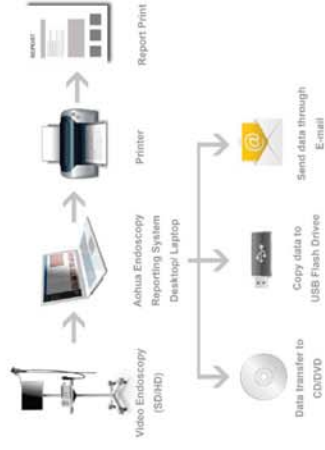 REPORT
Video Endoscopy
(SD/HD)
Aohua Endoscopy
Reporting System
Desktop/ Laptop
Printer
Report Print
Data transfer to
CD/DVD
Copy data to
USB Flash Drivee
Send data through
E-mail